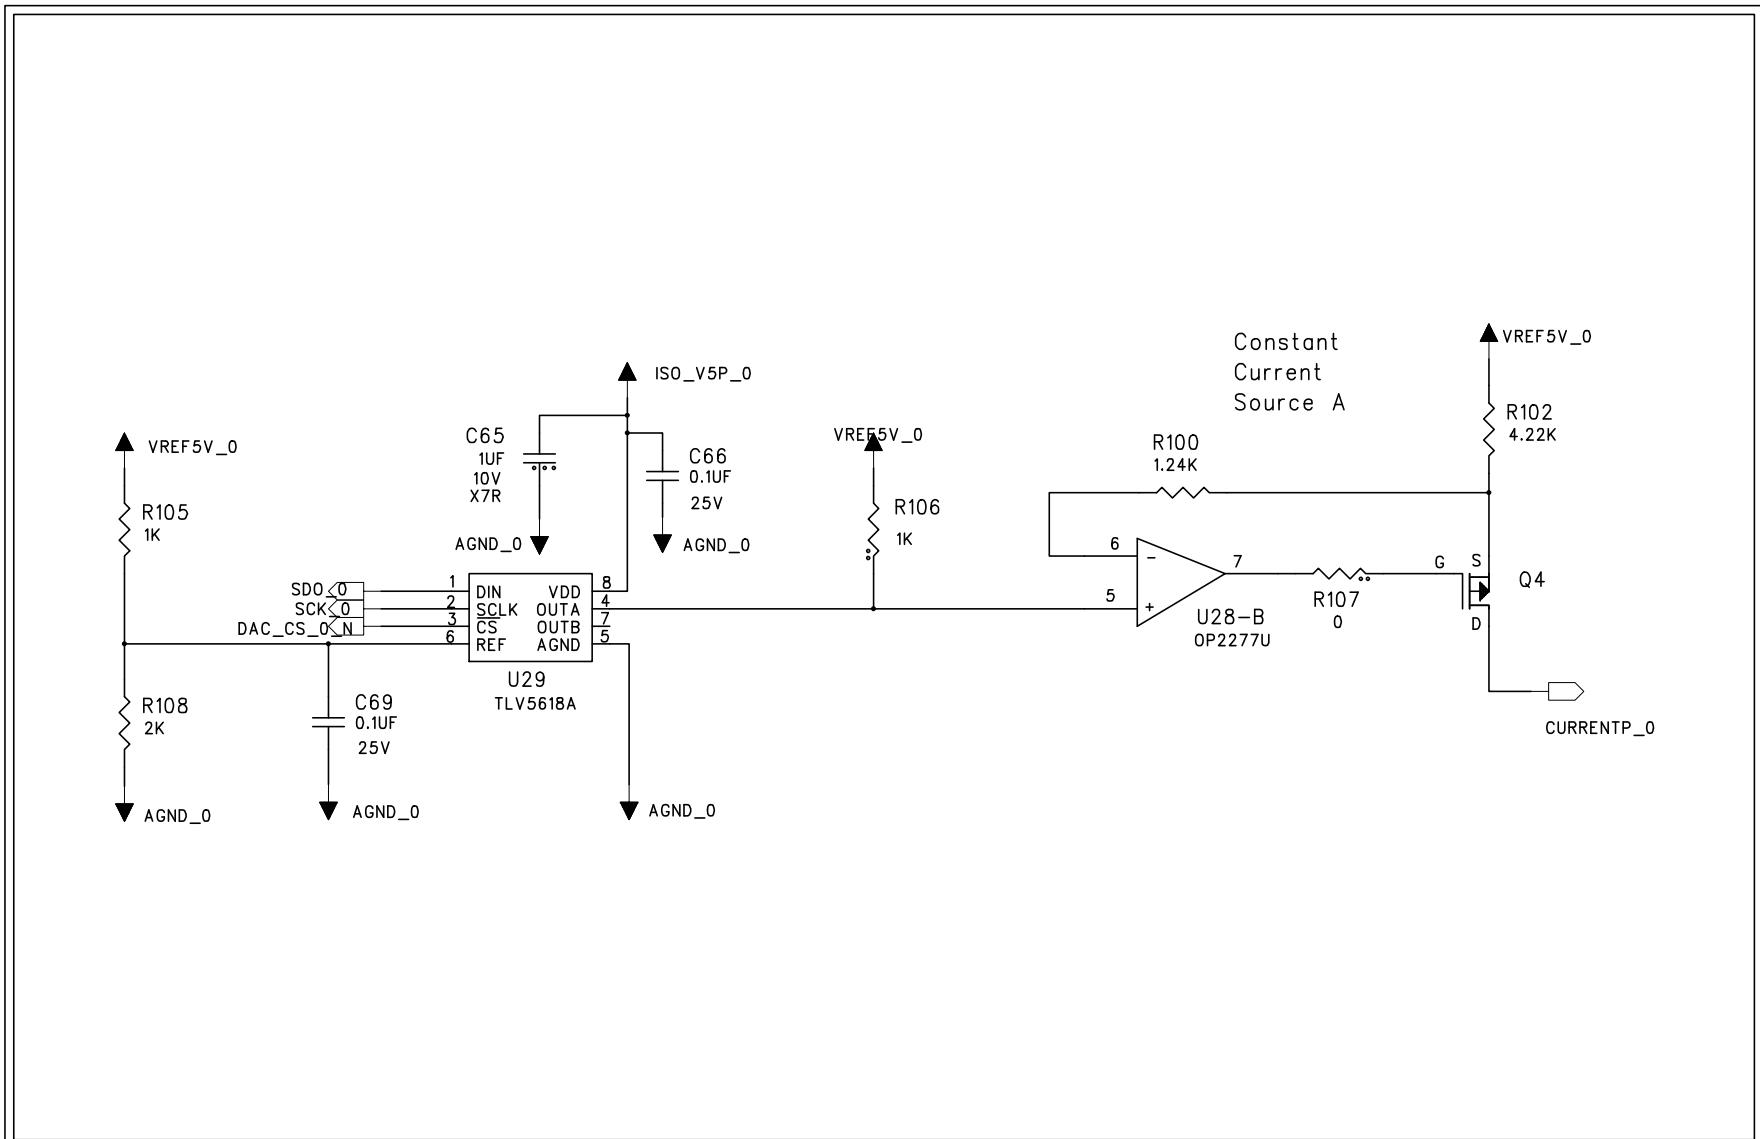 Constant
Current
Source A
VREF5V_0
R102
4.22K
ISO_V5P_0
VREF5V_0
C65
1UF
10V
X7R
C66
0.1UF
25V
VREF5V_0
R100
1.24K
R105
1K
R106
1K
AGND_0
AGND_0
SDO_0
SCK_0
DAC_CS_0_N
1
2
3
6
DIN
SCLK
CS
REF
VDD
OUTA
OUTB
AGND
8
4
7
5
U29
TLV5618A
6
5
7
U28-B
OP2277U
R107
0
G
S
D
Q4
R108
2K
C69
0.1UF
25V
CURRENTP_0
AGND_0
AGND_0
AGND_0